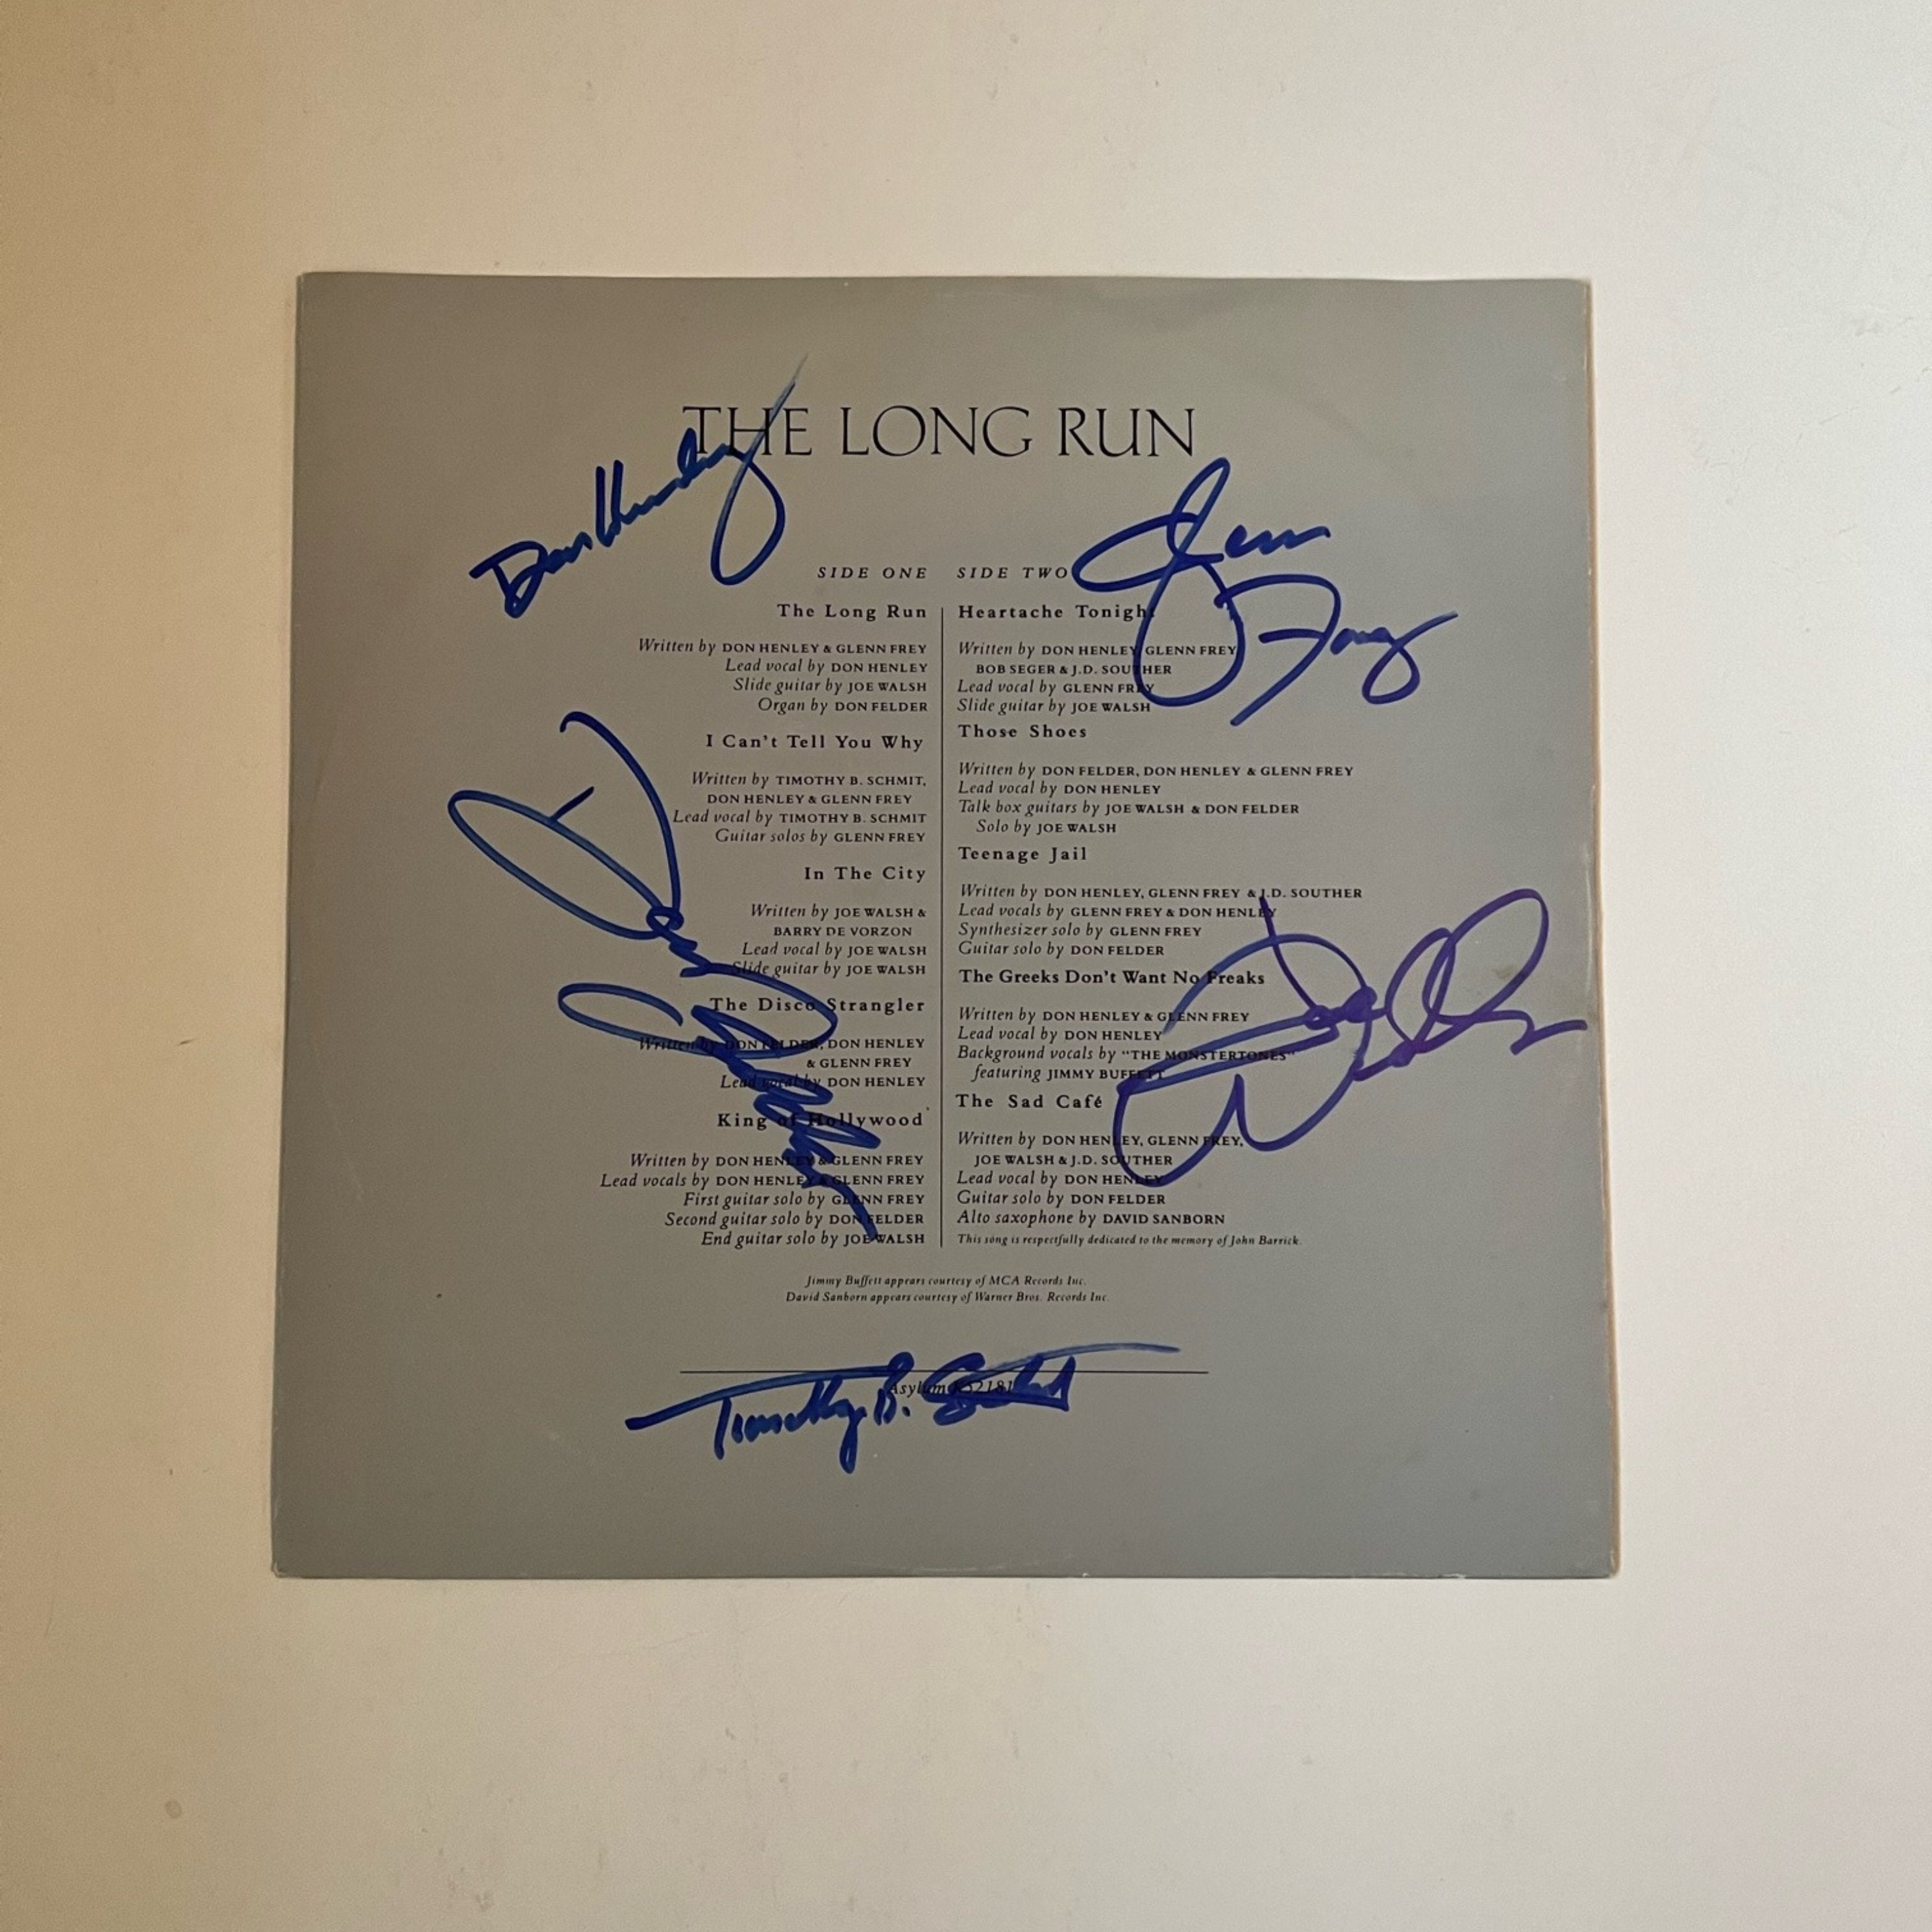 THE LONG RUN
Don Henley
Glenn Frey
SIDE ONE
The Long Run
Written by DON HENLEY & GLENN FREY
Lead vocal by DON HENLEY
Slide guitar by JOE WALSH
Organ by DON FELDER
I Can't Tell You Why
Written by TIMOTHY B. SCHMIT,
DON HENLEY & GLENN FREY
Lead vocal by TIMOTHY B. SCHMIT
Guitar solos by GLENN FREY
In The City
Written by JOE WALSH &
BARRY DE VORZON
Lead vocal by JOE WALSH
Slide guitar by JOE WALSH
The Disco Strangler
Written by DON FELDER, DON HENLEY
& GLENN FREY
Lead vocal by DON HENLEY
King of Hollywood
Written by DON HENLEY & GLENN FREY
Lead vocals by DON HENLEY & GLENN FREY
First guitar solo by GLENN FREY
Second guitar solo by DON FELDER
End guitar solo by JOE WALSH
SIDE TWO
Heartache Tonight
Written by DON HENLEY, GLENN FREY,
BOB SEGER & J.D. SOUTHER
Lead vocal by GLENN FREY
Slide guitar by JOE WALSH
Those Shoes
Written by DON FELDER, DON HENLEY & GLENN FREY
Lead vocal by DON HENLEY
Talk box guitars by JOE WALSH & DON FELDER
Solo by JOE WALSH
Teenage Jail
Written by DON HENLEY, GLENN FREY & J.D. SOUTHER
Lead vocals by GLENN FREY & DON HENLEY
Synthesizer solo by GLENN FREY
Guitar solo by DON FELDER
The Greeks Don't Want No Freaks
Written by DON HENLEY & GLENN FREY
Lead vocal by DON HENLEY
Background vocals by "THE MONSTERTONES"
featuring JIMMY BUFFETT
The Sad Café
Written by DON HENLEY, GLENN FREY,
JOE WALSH & J.D. SOUTHER
Lead vocal by DON HENLEY
Guitar solo by DON FELDER
Alto saxophone by DAVID SANBORN
This song is respectfully dedicated to the memory of John Barrick.
Jimmy Buffett appears courtesy of MCA Records Inc.
David Sanborn appears courtesy of Warner Bros. Records Inc.
Asylum K52181
Timothy B. Schmit